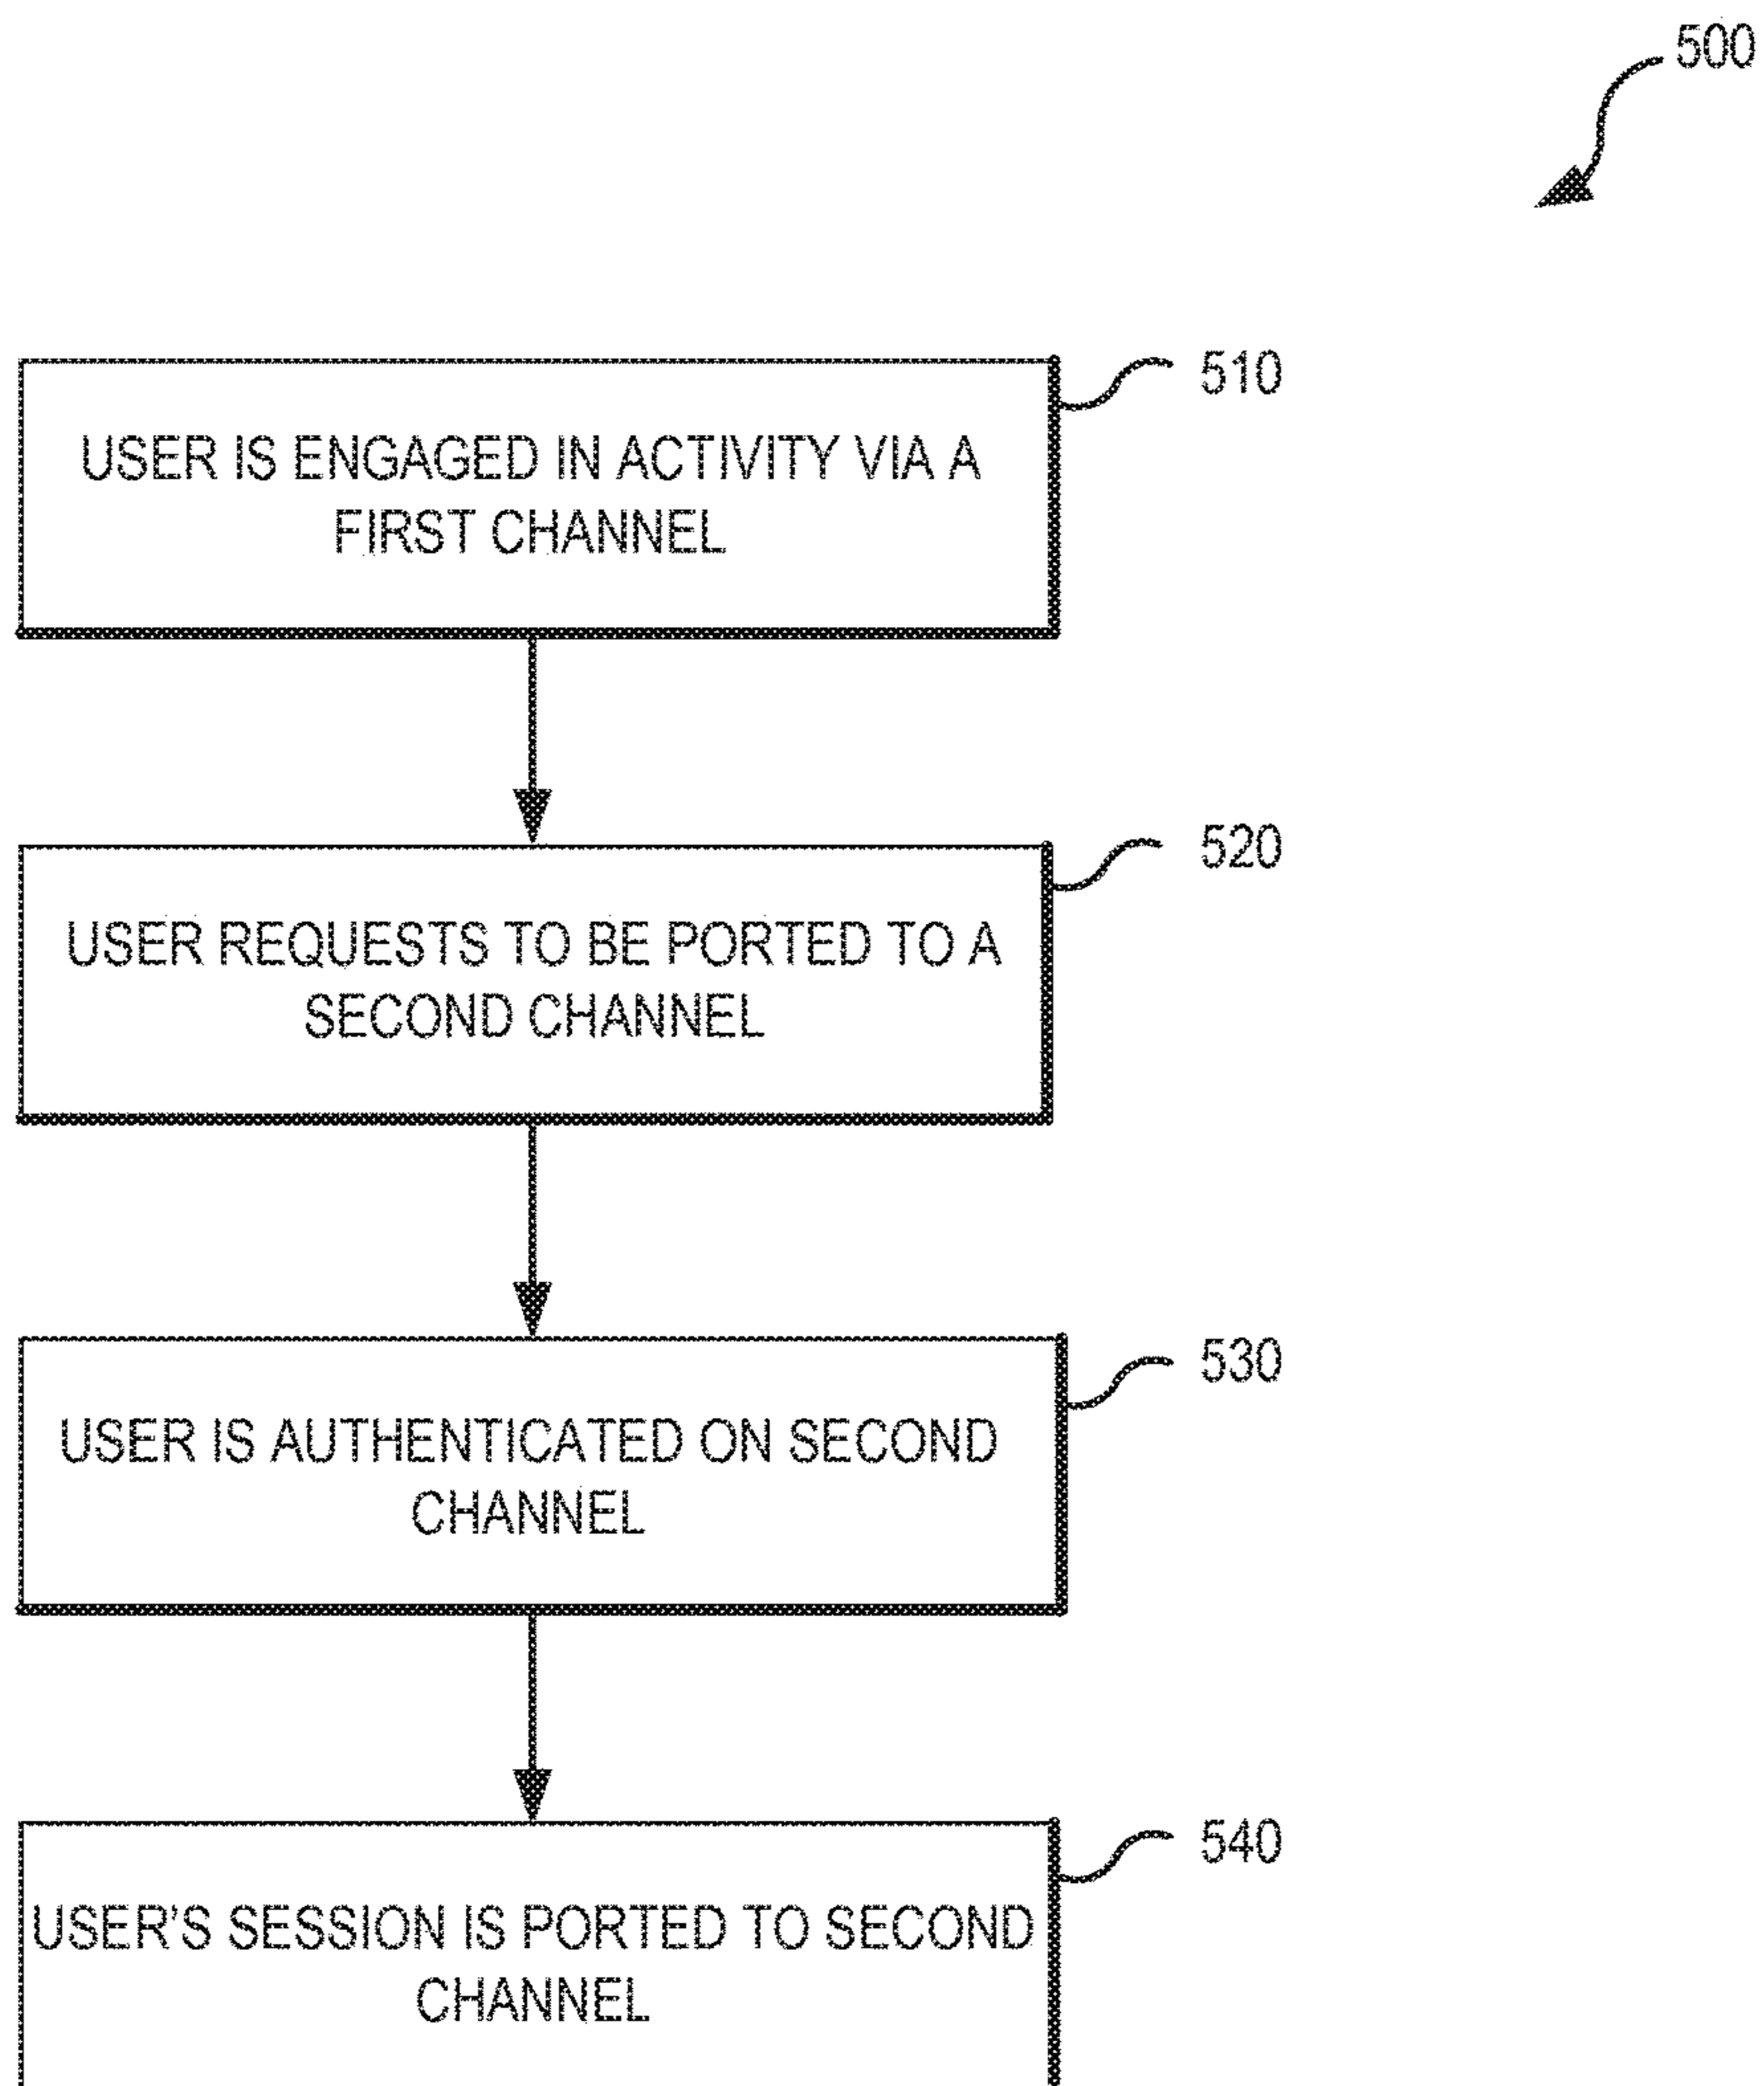 500
510
USER IS ENGAGED IN ACTIVITY VIA A
FIRST CHANNEL
520
USER REQUESTS TO BE PORTED TO A
SECOND CHANNEL
530
USER IS AUTHENTICATED ON SECOND
CHANNEL
540
USER'S SESSION IS PORTED TO SECOND
CHANNEL